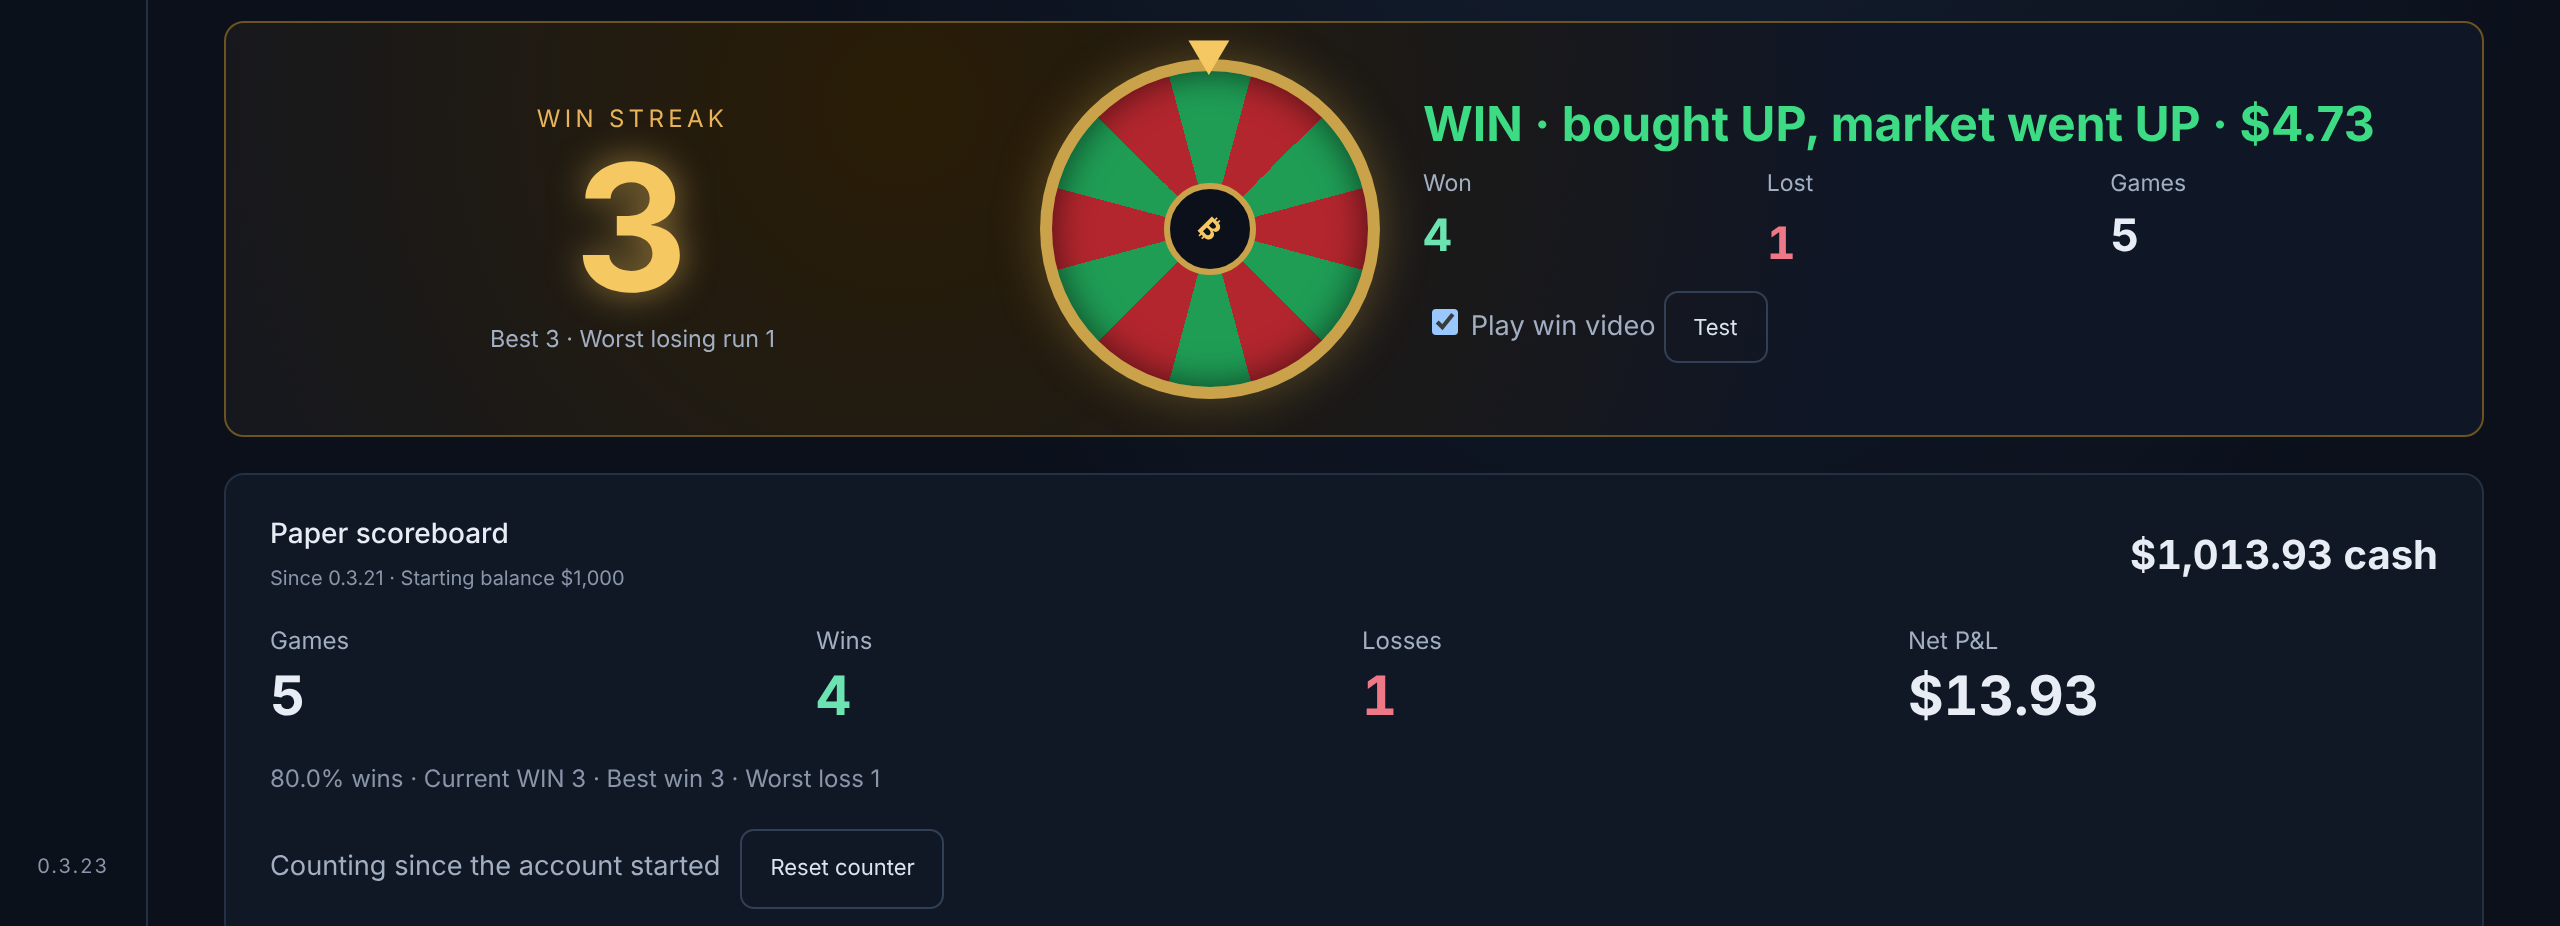 WIN STREAK
3
Best 3 · Worst losing run 1
₿
WIN · bought UP, market went UP · $4.73
Won
4
Lost
1
Games
5
Play win video
Test
Paper scoreboard
Since 0.3.21 · Starting balance $1,000
$1,013.93 cash
Games
5
Wins
4
Losses
1
Net P&L
$13.93
80.0% wins · Current WIN 3 · Best win 3 · Worst loss 1
Counting since the account started
Reset counter
0.3.23